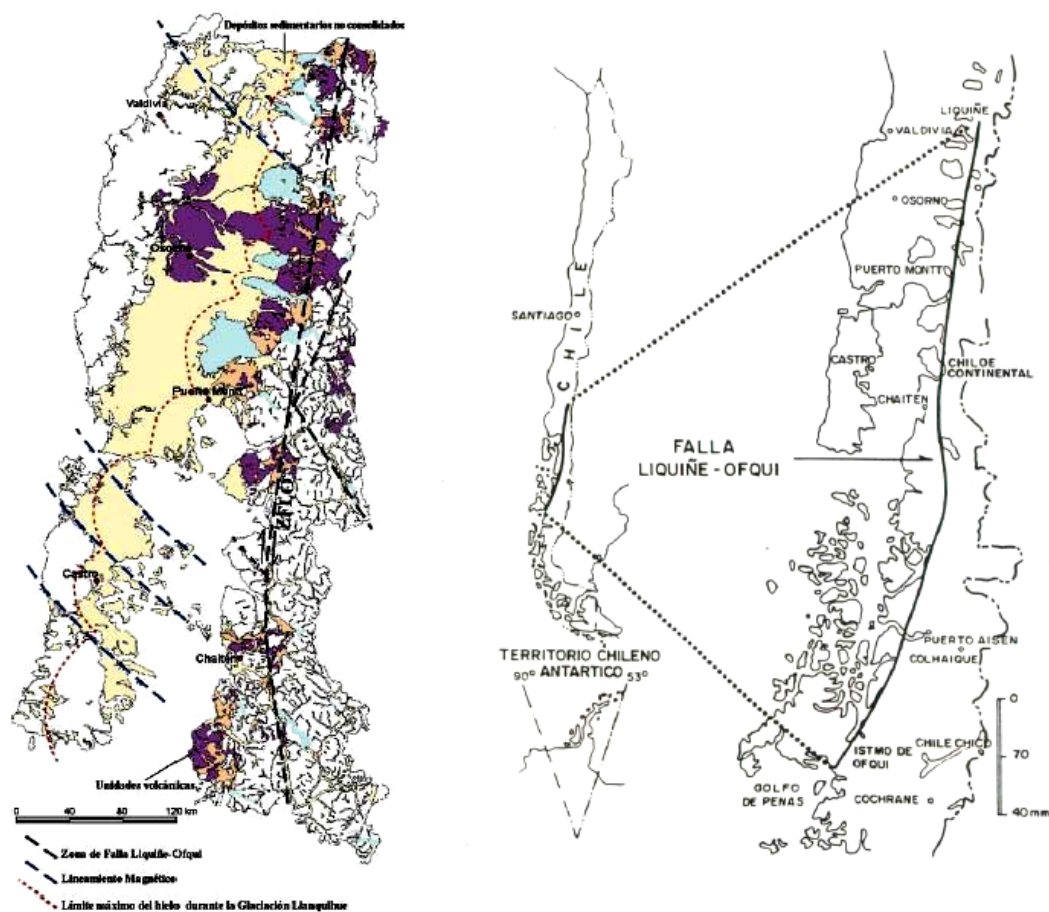 Depósitos sedimentarios no consolidados
Valdivia
Osorno
Puerto Montt
ZFLO
Castro
Chaitén
Unidades volcánicas
0 40 80 120 km
Zona de Falla Liquiñe-Ofqui
Lineamiento Magnético
Límite máximo del hielo durante la Glaciación Llanquihue
SANTIAGO
CHILE
TERRITORIO CHILENO
ANTARTICO
90° 53°
FALLA
LIQUIÑE-OFQUI
LIQUIÑE
VALDIVIA
OSORNO
PUERTO MONTT
CASTRO
CHILOE
CONTINENTAL
CHAITEN
PUERTO AISEN
COLHAIQUE
0
ISTMO DE
OFQUI
CHILE CHICO
70
GOLFO
DE PENAS
COCHRANE
40 mm